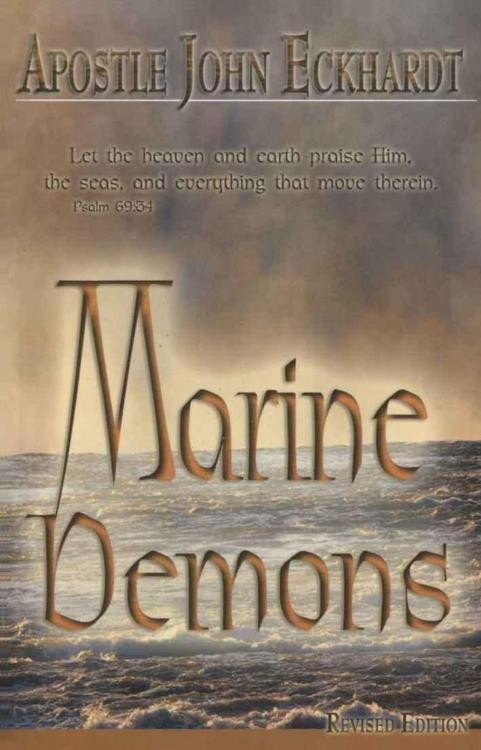 Apostle John Eckhardt
Let the heaven and earth praise Him,
the seas, and everything that move therein.
Psalm 69:34
Marine
Demons
Revised Edition